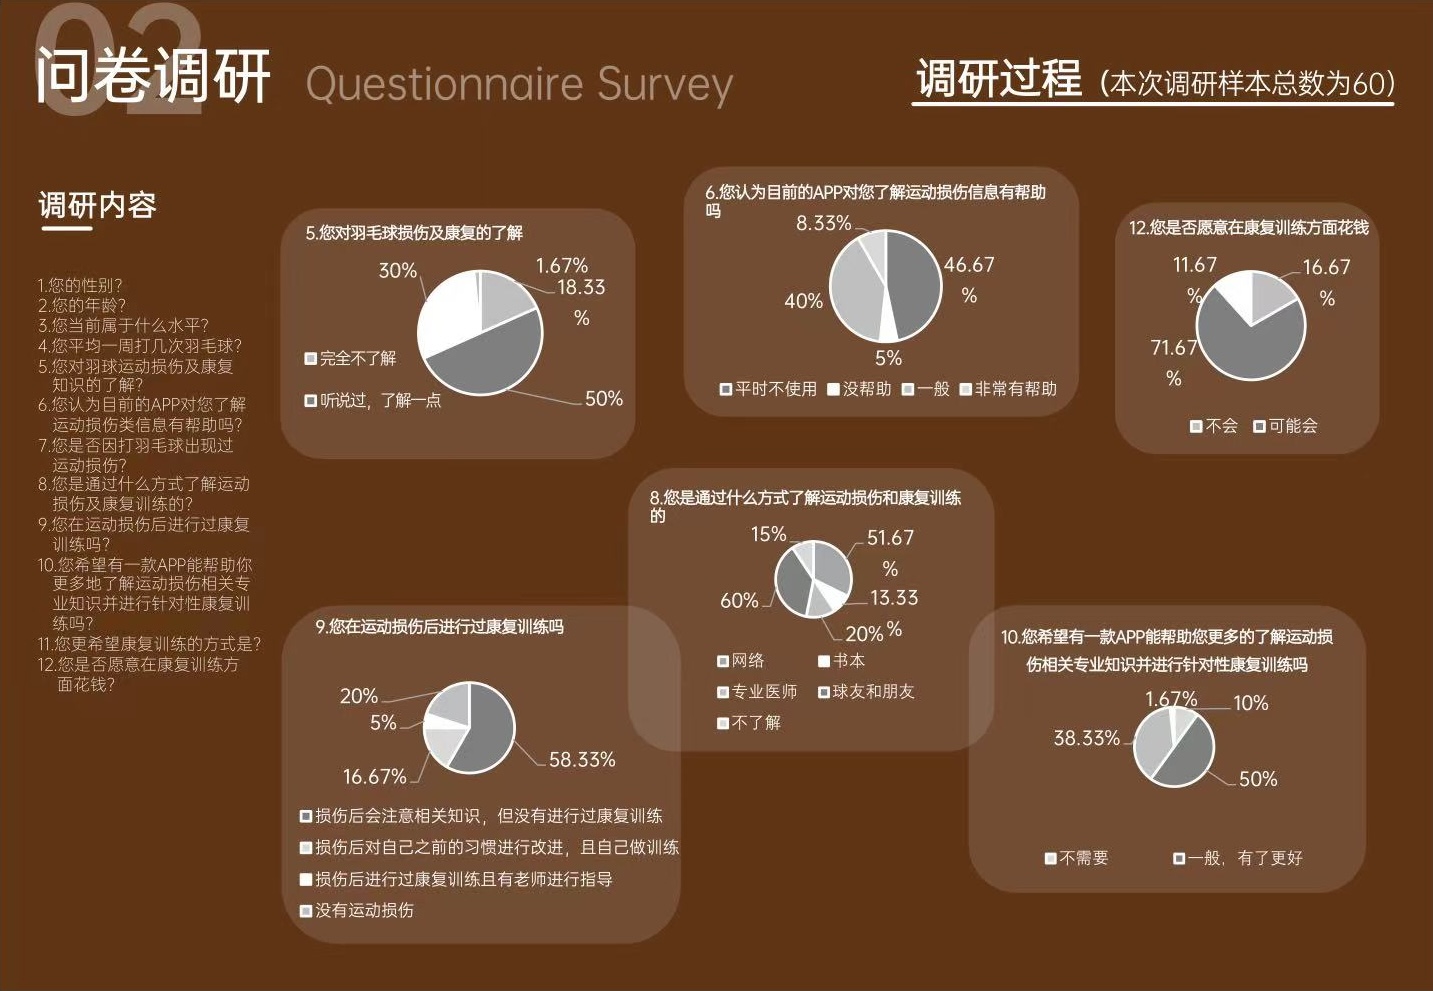 02
问卷调研
Questionnaire Survey
调研过程（本次调研样本总数为60）
调研内容
1.您的性别？
2.您的年龄？
3.您当前属于什么水平？
4.您平均一周打几次羽毛球？
5.您对羽球运动损伤及康复
知识的了解？
6.您认为目前的APP对您了解
运动损伤类信息有帮助吗？
7.您是否因打羽毛球出现过
运动损伤？
8.您是通过什么方式了解运动
损伤及康复训练的？
9.您在运动损伤后进行过康复
训练吗？
10.您希望有一款APP能帮助你
更多地了解运动损伤相关专
业知识并进行针对性康复训
练吗？
11.您更希望康复训练的方式是？
12.您是否愿意在康复训练方
面花钱？
5.您对羽毛球损伤及康复的了解
30%
1.67%
18.33
%
50%
完全不了解
听说过，了解一点
6.您认为目前的APP对您了解运动损伤信息有帮助
吗
8.33%
46.67
%
40%
5%
平时不使用 没帮助 一般 非常有帮助
12.您是否愿意在康复训练方面花钱
11.67
%
16.67
%
71.67
%
不会 可能会
8.您是通过什么方式了解运动损伤和康复训练
的
15%
51.67
%
60%
13.33
%
20%
网络 书本
专业医师 球友和朋友
不了解
9.您在运动损伤后进行过康复训练吗
20%
5%
16.67%
58.33%
损伤后会注意相关知识，但没有进行过康复训练
损伤后对自己之前的习惯进行改进，且自己做训练
损伤后进行过康复训练且有老师进行指导
没有运动损伤
10.您希望有一款APP能帮助您更多的了解运动损
伤相关专业知识并进行针对性康复训练吗
1.67%
10%
38.33%
50%
不需要 一般，有了更好